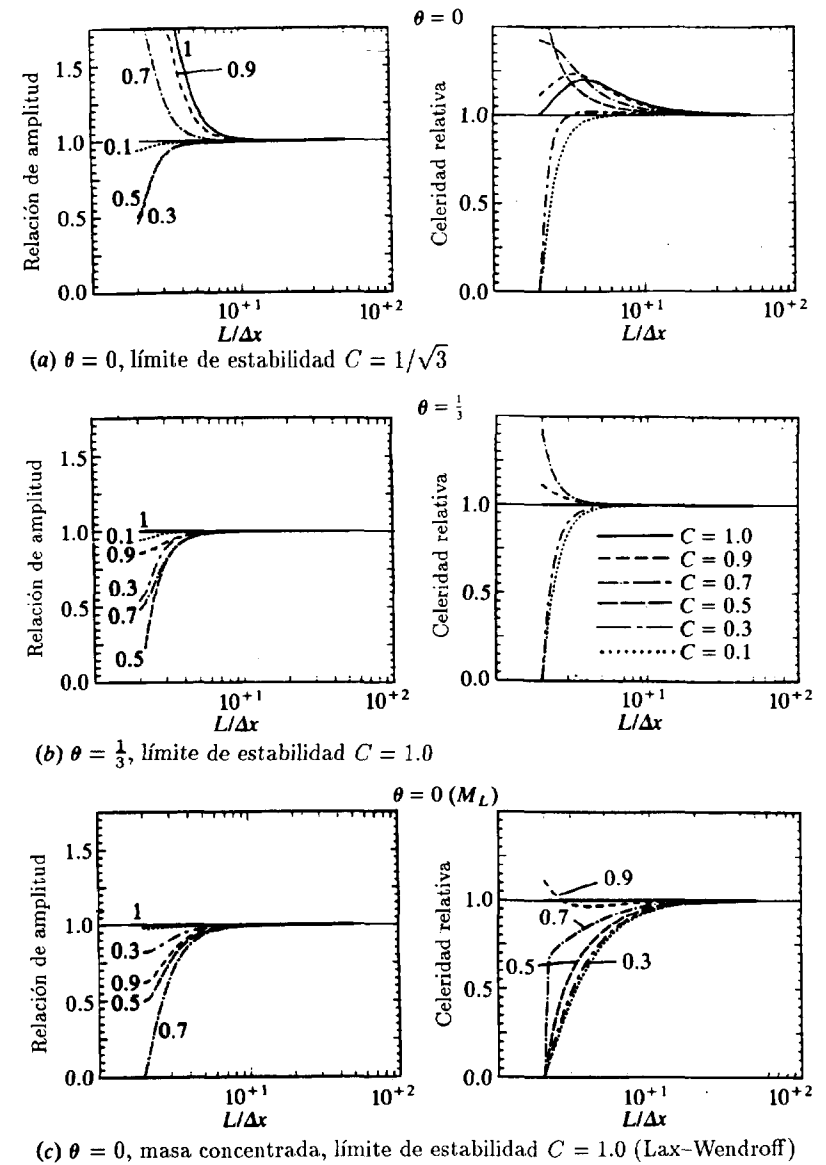 θ = 0
Relación de amplitud
1.5
1.0
0.5
0.0
1
0.7
0.9
0.1
0.5
0.3
10⁺¹
10⁺²
L/Δx
Celeridad relativa
1.0
0.5
0.0
10⁺¹
10⁺²
L/Δx
(a) θ = 0, límite de estabilidad C = 1/√3
θ = 1/3
Relación de amplitud
1.5
1.0
0.5
0.0
1
0.1
0.9
0.3
0.7
0.5
10⁺¹
10⁺²
L/Δx
Celeridad relativa
1.0
0.5
0.0
C = 1.0
C = 0.9
C = 0.7
C = 0.5
C = 0.3
C = 0.1
10⁺¹
10⁺²
L/Δx
(b) θ = 1/3, límite de estabilidad C = 1.0
θ = 0 (M_L)
Relación de amplitud
1.5
1.0
0.5
0.0
1
0.3
0.9
0.5
0.7
10⁺¹
10⁺²
L/Δx
Celeridad relativa
1.0
0.5
0.0
0.9
0.7
0.5
0.3
10⁺¹
10⁺²
L/Δx
(c) θ = 0, masa concentrada, límite de estabilidad C = 1.0 (Lax–Wendroff)